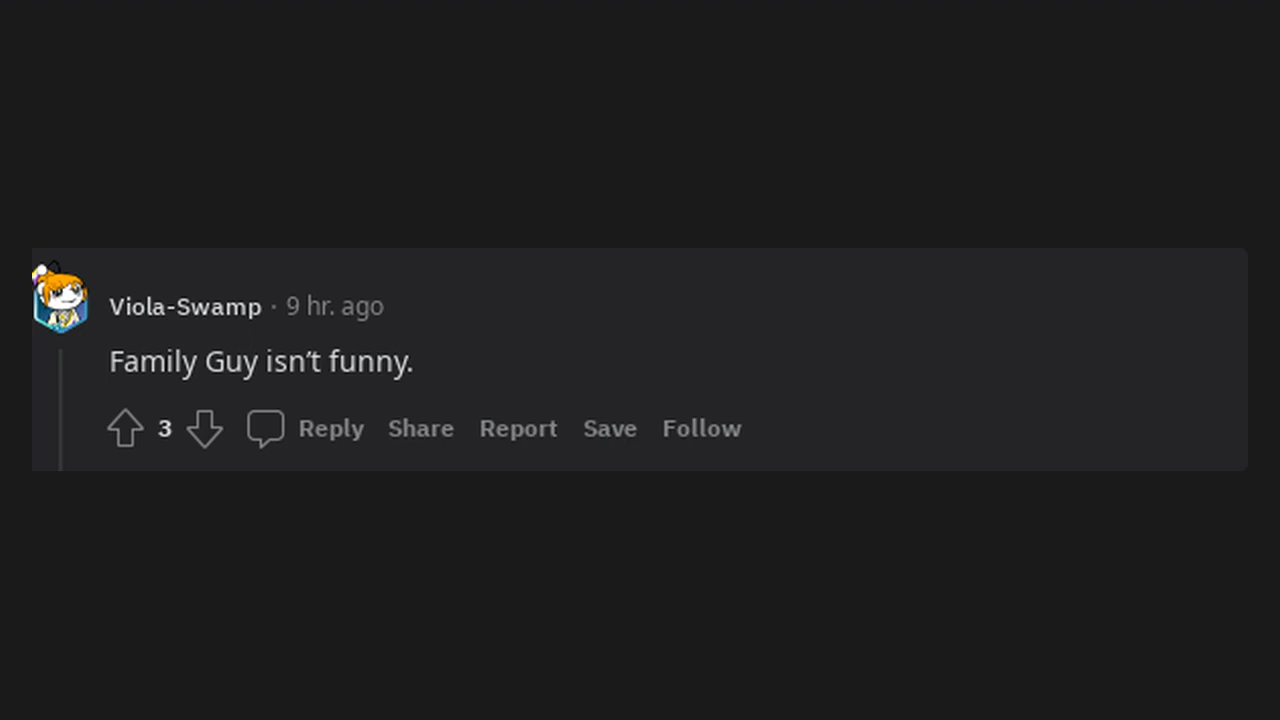 Viola-Swamp · 9 hr. ago
Family Guy isn’t funny.
3 Reply Share Report Save Follow